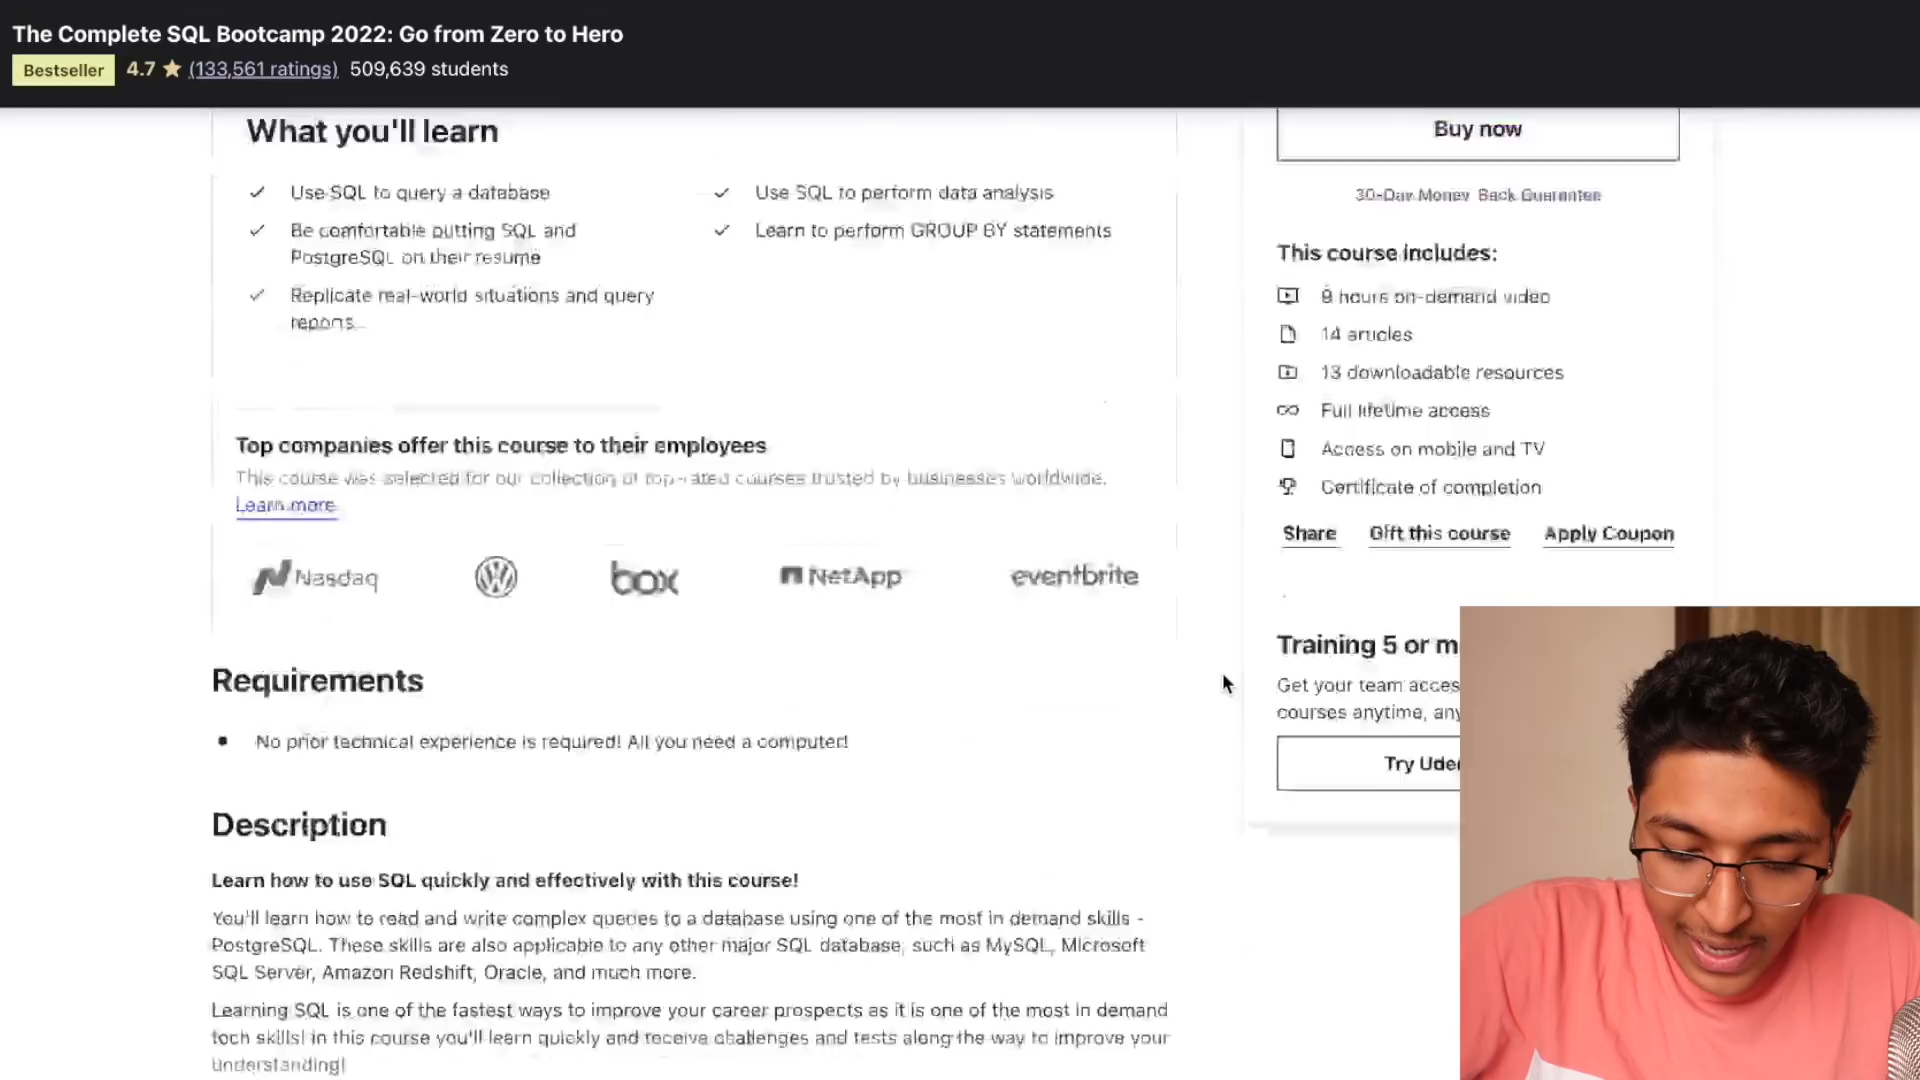 The Complete SQL Bootcamp 2022: Go from Zero to Hero
Bestseller 4.7 (133,561 ratings) 509,639 students
What you'll learn
Use SQL to query a database
Be comfortable putting SQL and
PostgreSQL on their resume
Replicate real-world situations and query
reports.
Use SQL to perform data analysis
Learn to perform GROUP BY statements
Top companies offer this course to their employees
This course was selected for our collection of top-rated courses trusted by businesses worldwide.
Learn more
Nasdaq
box
NetApp
eventbrite
Requirements
No prior technical experience is required! All you need a computer!
Description
Learn how to use SQL quickly and effectively with this course!
You'll learn how to read and write complex queries to a database using one of the most in demand skills -
PostgreSQL. These skills are also applicable to any other major SQL database, such as MySQL, Microsoft
SQL Server, Amazon Redshift, Oracle, and much more.
Learning SQL is one of the fastest ways to improve your career prospects as it is one of the most in demand
tech skills! In this course you'll learn quickly and receive challenges and tests along the way to improve your
understanding!
Buy now
30-Day Money-Back Guarantee
This course includes:
9 hours on-demand video
14 articles
13 downloadable resources
Full lifetime access
Access on mobile and TV
Certificate of completion
Share Gift this course Apply Coupon
Training 5 or m
Get your team acces
courses anytime, any
Try Ude